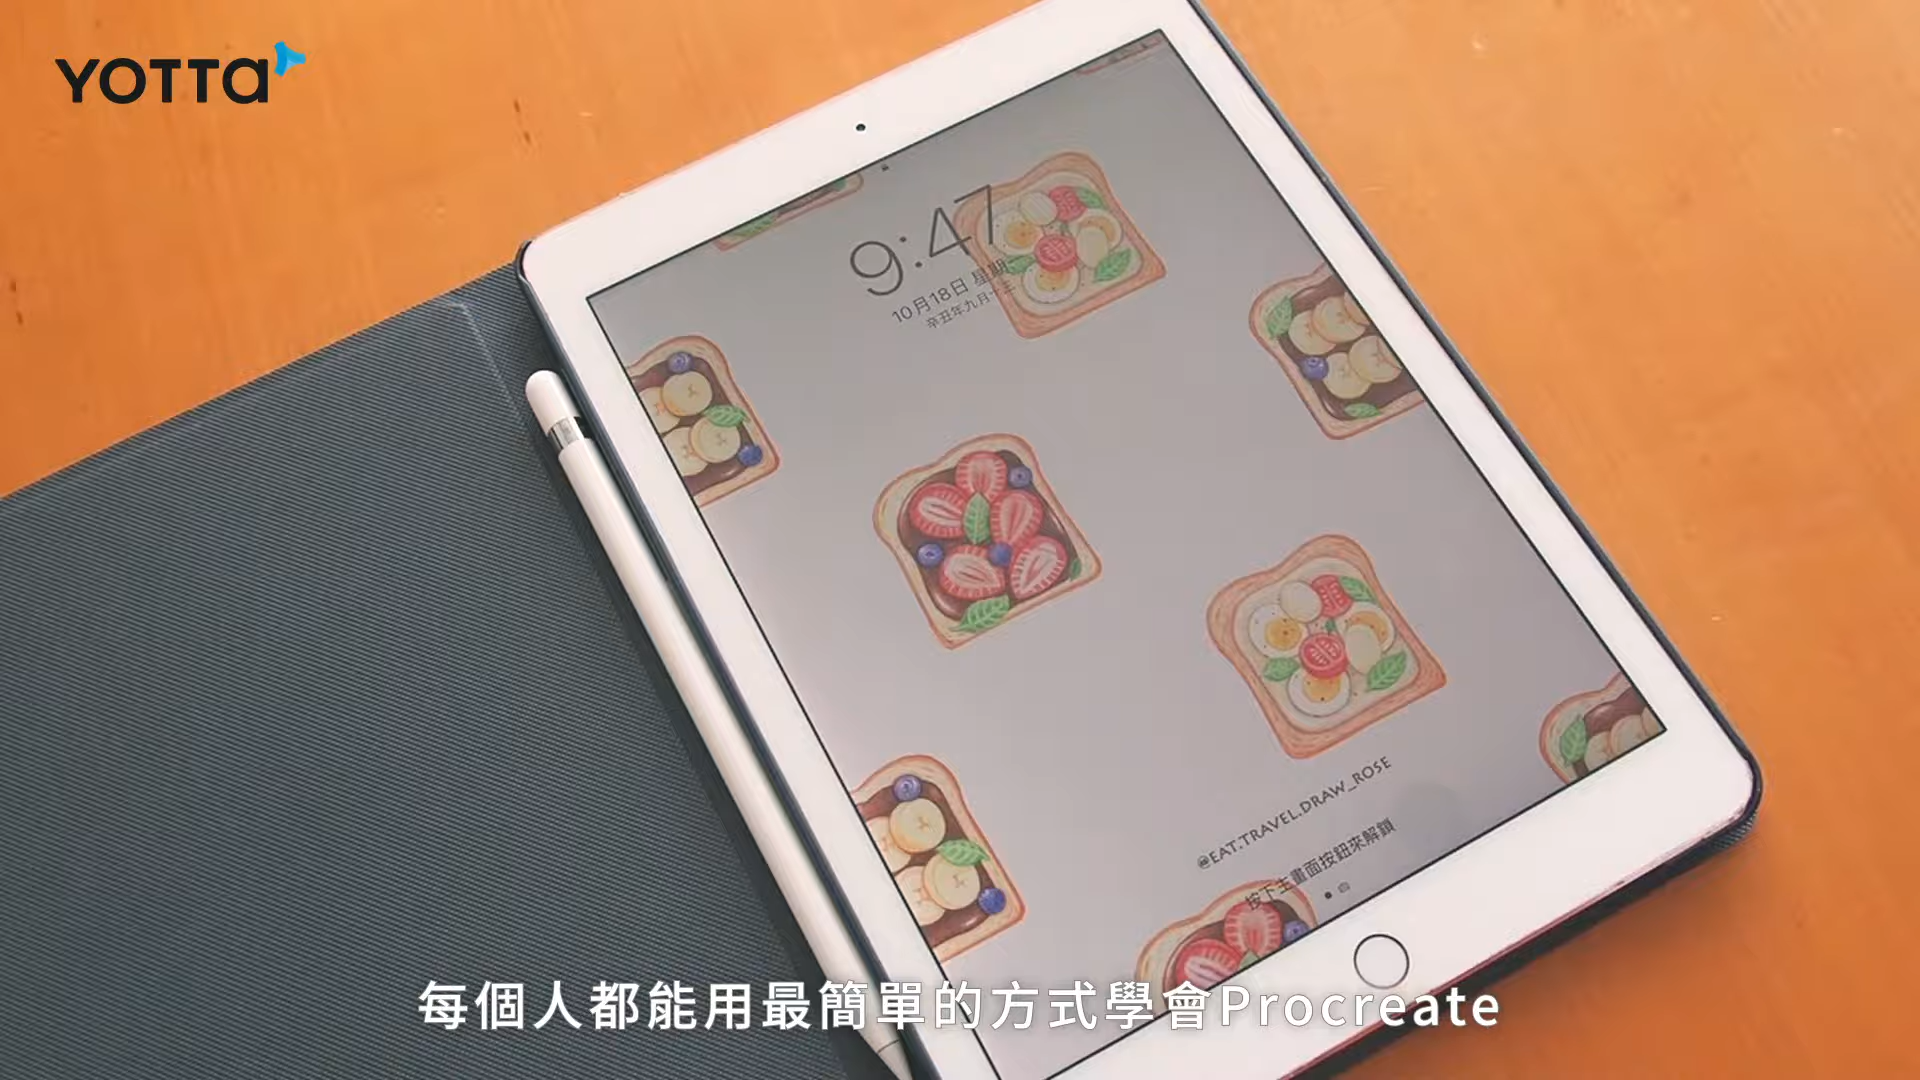 YOTTA
9:47
10月18日 星期一
辛丑年九月十三
@EAT.TRAVEL.DRAW_ROSE
按下主畫面按鈕來解鎖
每個人都能用最簡單的方式學會Procreate